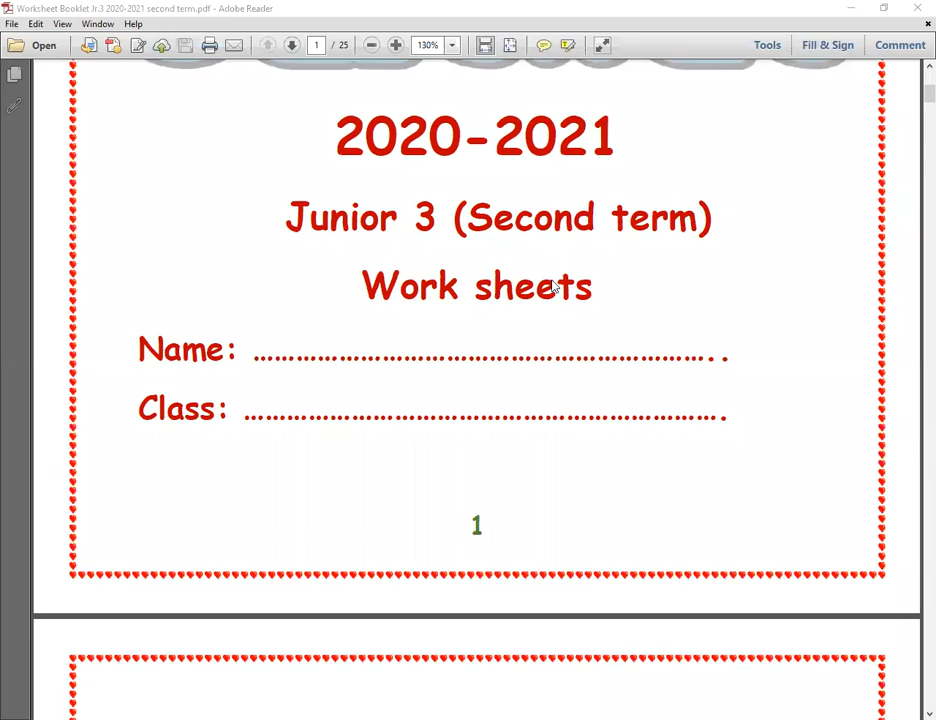 Worksheet Booklet Jr.3 2020-2021 second term.pdf - Adobe Reader
File Edit View Window Help
Open 1 / 25 130% Tools Fill & Sign Comment
2020-2021
Junior 3 (Second term)
Work sheets
Name: ……………………………………………………………..
Class: …………………………………………………………….
1